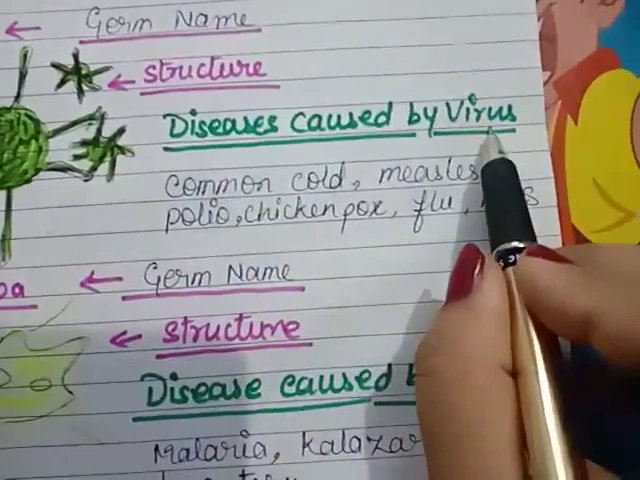 ← Germ Name
← structure
Diseases caused by Virus
common cold, measles
polio, chickenpox, flu,
← Germ Name
← structure
Disease caused
Malaria, Kalazar